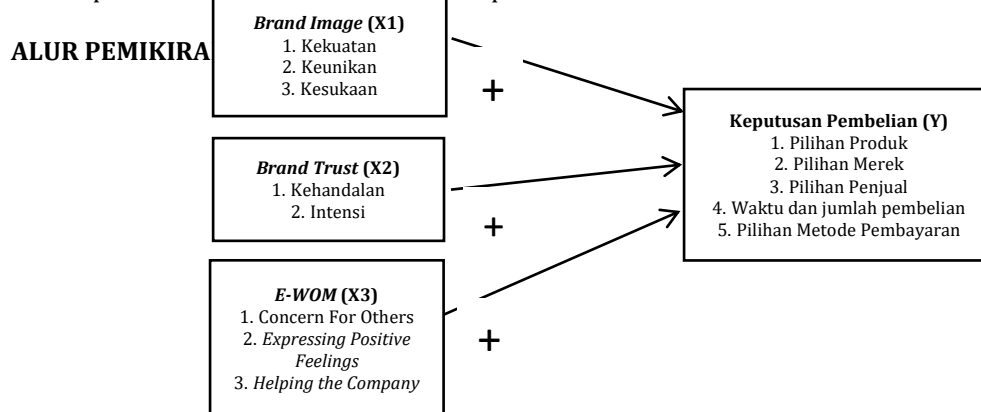 ALUR PEMIKIRA
Brand Image (X1)
1. Kekuatan
2. Keunikan
3. Kesukaan
+
Brand Trust (X2)
1. Kehandalan
2. Intensi
+
E-WOM (X3)
1. Concern For Others
2. Expressing Positive
Feelings
3. Helping the Company
+
Keputusan Pembelian (Y)
1. Pilihan Produk
2. Pilihan Merek
3. Pilihan Penjual
4. Waktu dan jumlah pembelian
5. Pilihan Metode Pembayaran